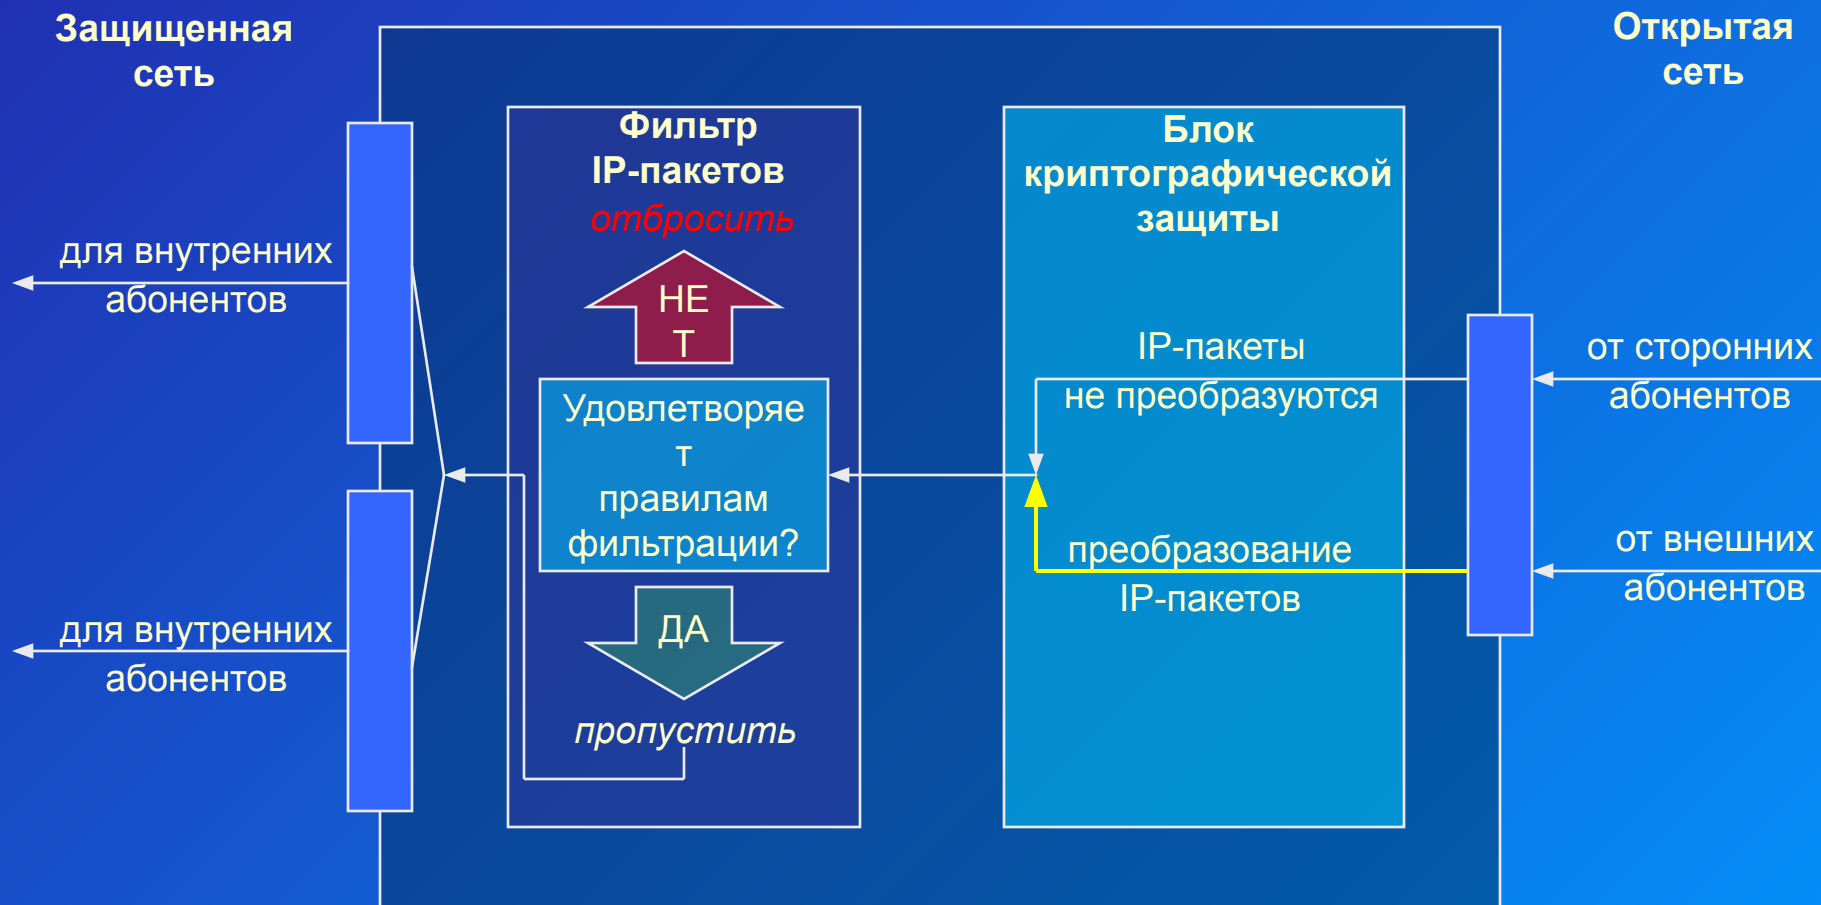 Защищенная
сеть
Открытая
сеть
Фильтр
IP-пакетов
отбросить
НЕ
Т
Удовлетворяе
т
правилам
фильтрации?
ДА
пропустить
Блок
криптографической
защиты
IP-пакеты
не преобразуются
преобразование
IP-пакетов
для внутренних
абонентов
для внутренних
абонентов
от сторонних
абонентов
от внешних
абонентов